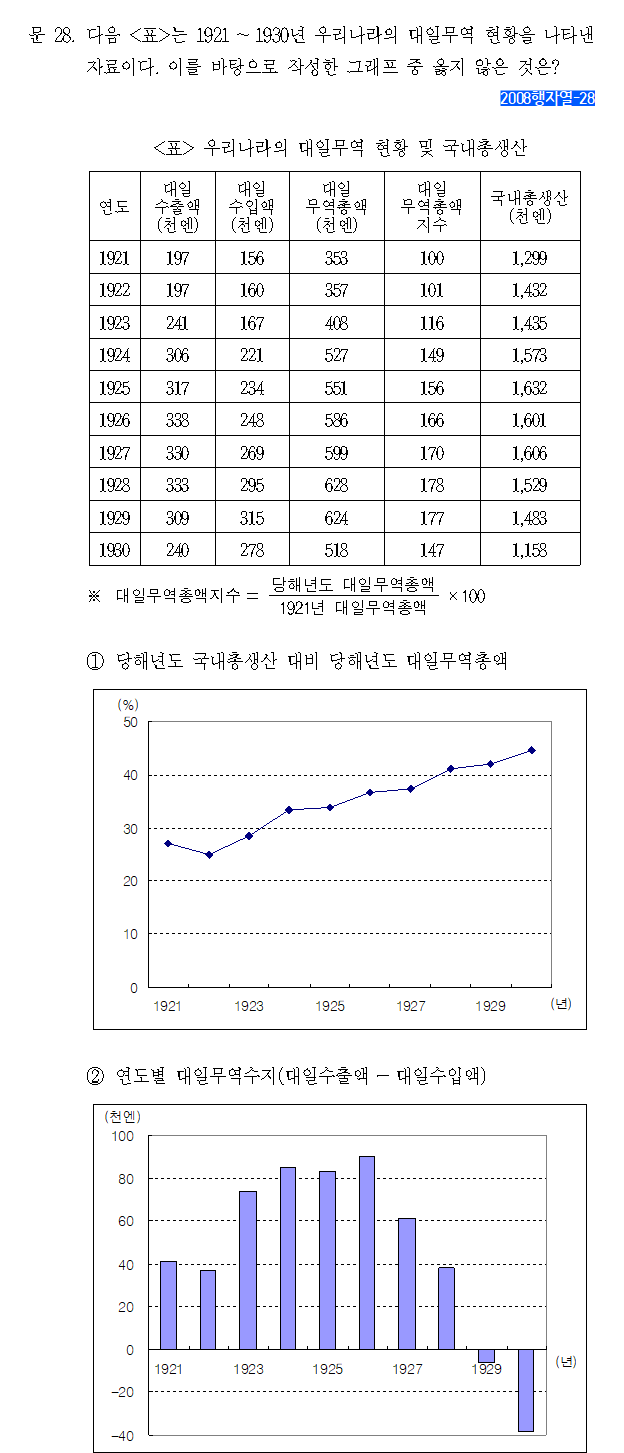 문 28. 다음 <표>는 1921 ~ 1930년 우리나라의 대일무역 현황을 나타낸
자료이다. 이를 바탕으로 작성한 그래프 중 옳지 않은 것은?
2008행자열-28
<표> 우리나라의 대일무역 현황 및 국내총생산
연도 대일 수출액 (천엔) 대일 수입액 (천엔) 대일 무역총액 (천엔) 대일 무역총액 지수 국내총생산 (천엔)
1921 197 156 353 100 1,299
1922 197 160 357 101 1,432
1923 241 167 408 116 1,435
1924 306 221 527 149 1,573
1925 317 234 551 156 1,632
1926 338 248 586 166 1,601
1927 330 269 599 170 1,606
1928 333 295 628 178 1,529
1929 309 315 624 177 1,483
1930 240 278 518 147 1,158
※ 대일무역총액지수 = 당해년도 대일무역총액 / 1921년 대일무역총액 ×100
① 당해년도 국내총생산 대비 당해년도 대일무역총액
(%)
50
40
30
20
10
0
1921 1923 1925 1927 1929 (년)
② 연도별 대일무역수지(대일수출액 - 대일수입액)
(천엔)
100
80
60
40
20
0
1921 1923 1925 1927 1929 (년)
-20
-40